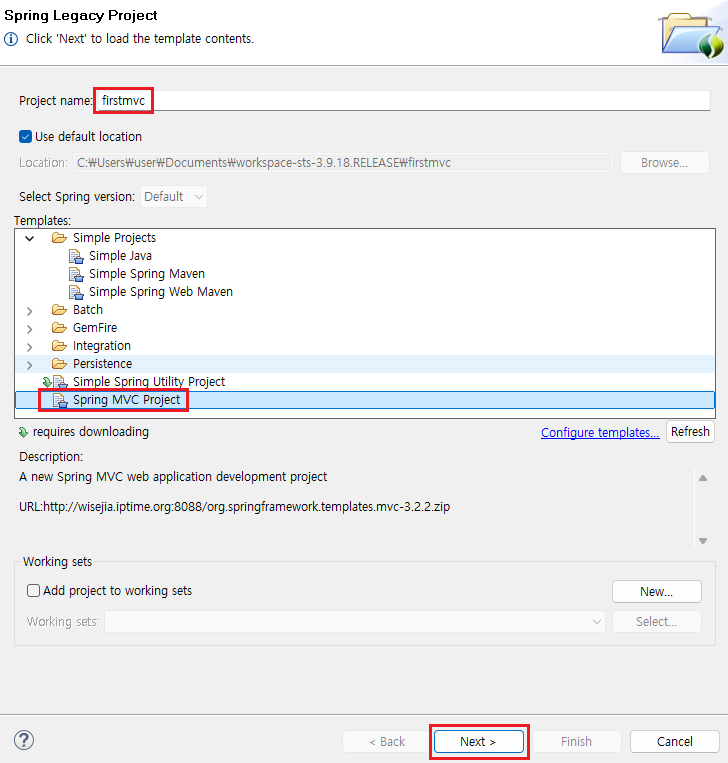 Spring Legacy Project
Click 'Next' to load the template contents.
Project name: firstmvc
Use default location
Location: C:₩Users₩user₩Documents₩workspace-sts-3.9.18.RELEASE₩firstmvc Browse...
Select Spring version: Default
Templates:
Simple Projects
Simple Java
Simple Spring Maven
Simple Spring Web Maven
Batch
GemFire
Integration
Persistence
Simple Spring Utility Project
Spring MVC Project
requires downloading Configure templates... Refresh
Description:
A new Spring MVC web application development project
URL:http://wisejia.iptime.org:8088/org.springframework.templates.mvc-3.2.2.zip
Working sets
Add project to working sets New...
Working sets: Select...
? < Back Next > Finish Cancel